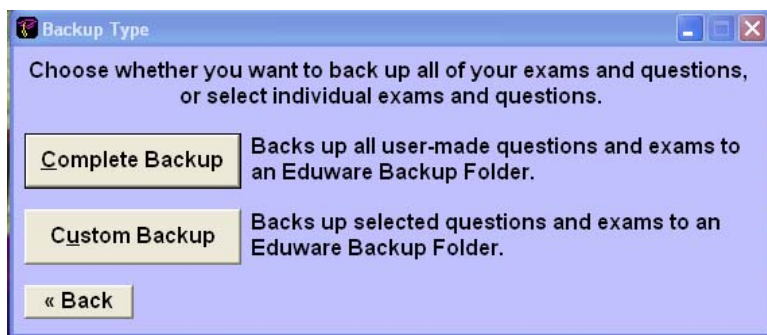 Backup Type
Choose whether you want to back up all of your exams and questions,
or select individual exams and questions.
Complete Backup
Backs up all user-made questions and exams to
an Eduware Backup Folder.
Custom Backup
Backs up selected questions and exams to an
Eduware Backup Folder.
« Back